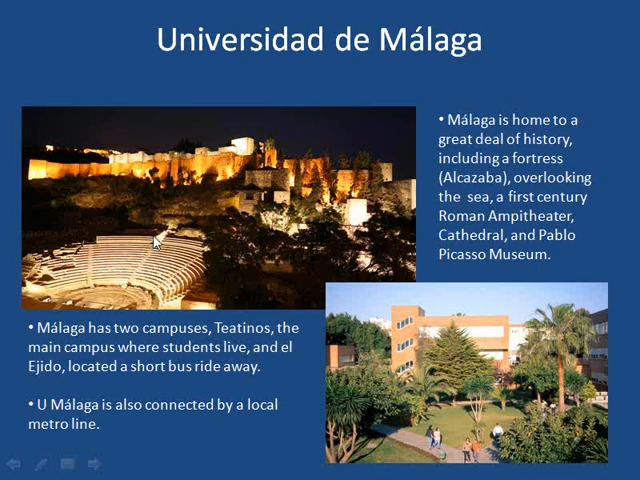 Universidad de Málaga
• Málaga is home to a
great deal of history,
including a fortress
(Alcazaba), overlooking
the  sea, a first century
Roman Ampitheater,
Cathedral, and Pablo
Picasso Museum.
• Málaga has two campuses, Teatinos, the
main campus where students live, and el
Ejido, located a short bus ride away.
• U Málaga is also connected by a local
metro line.